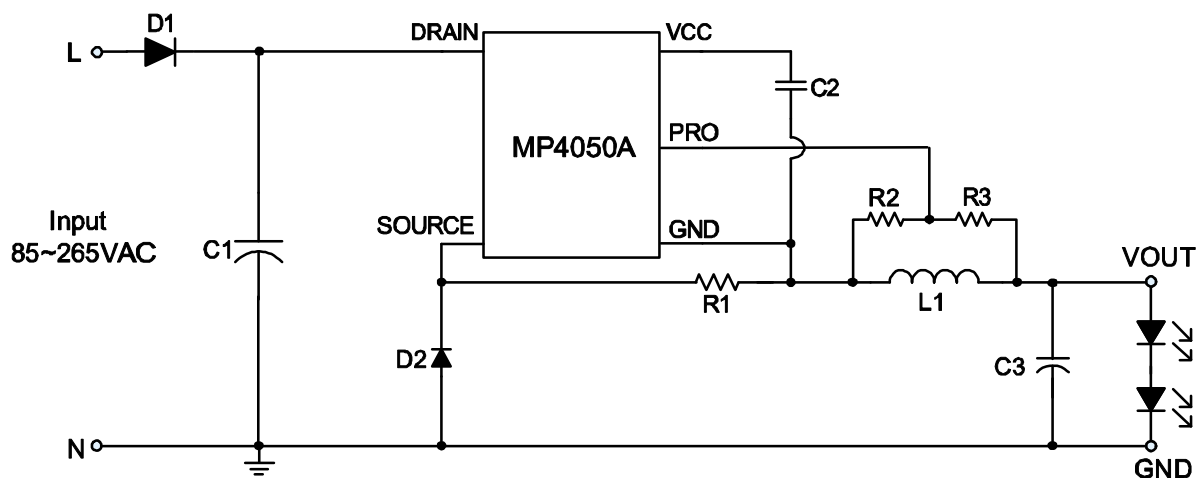 D1
L
DRAIN
VCC
C2
MP4050A
PRO
R2
R3
Input
85~265VAC
C1
SOURCE
GND
VOUT
R1
L1
D2
C3
N
GND